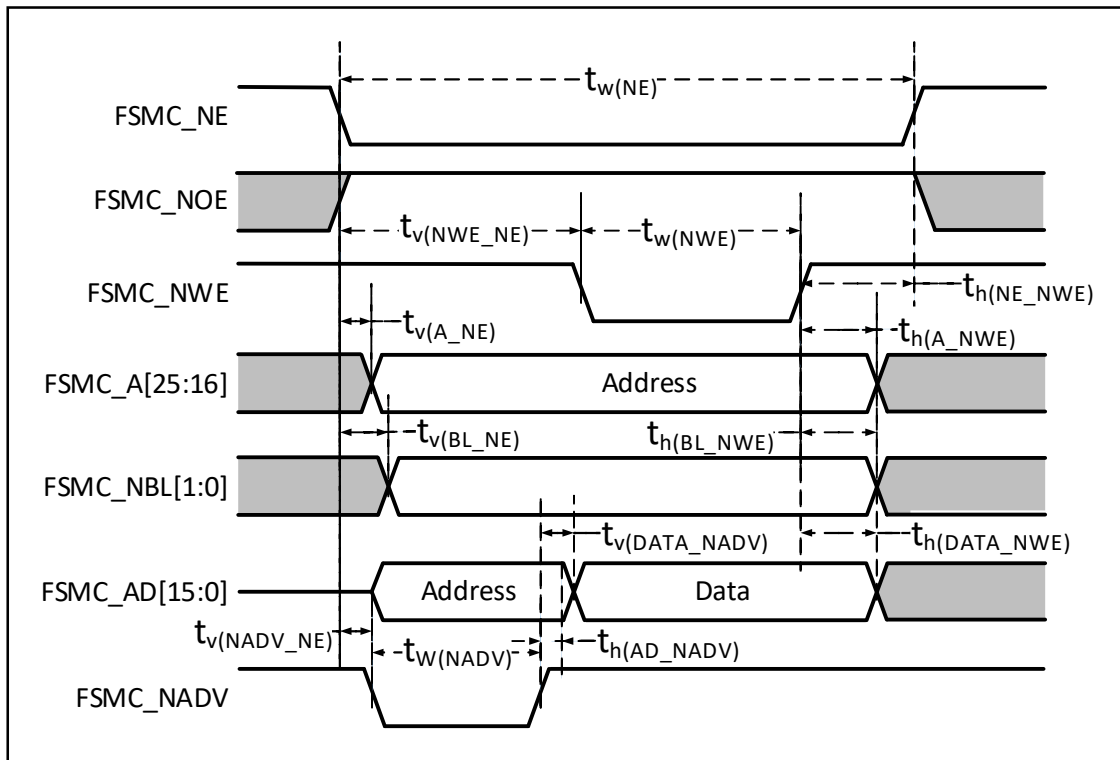 t_w(NE)
FSMC_NE
FSMC_NOE
t_v(NWE_NE)
t_w(NWE)
FSMC_NWE
t_h(NE_NWE)
t_v(A_NE)
t_h(A_NWE)
FSMC_A[25:16]
Address
t_v(BL_NE)
t_h(BL_NWE)
FSMC_NBL[1:0]
t_v(DATA_NADV)
t_h(DATA_NWE)
FSMC_AD[15:0]
Address
Data
t_v(NADV_NE)
t_W(NADV)
t_h(AD_NADV)
FSMC_NADV